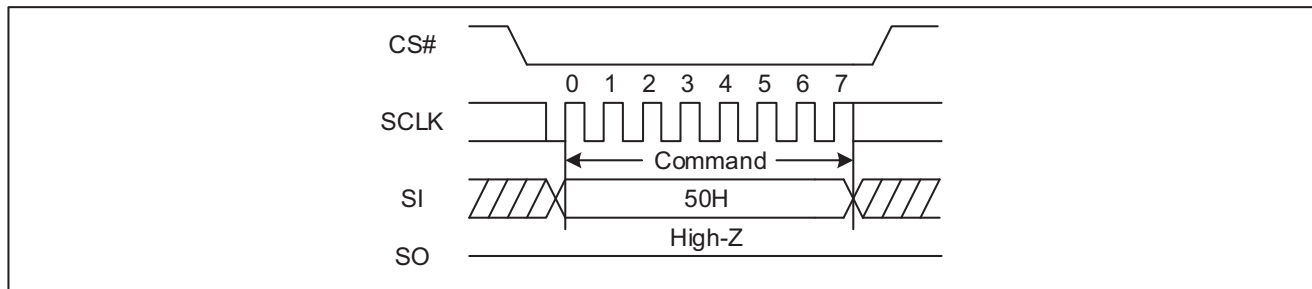 CS#
0 1 2 3 4 5 6 7
SCLK
Command
SI
50H
High-Z
SO